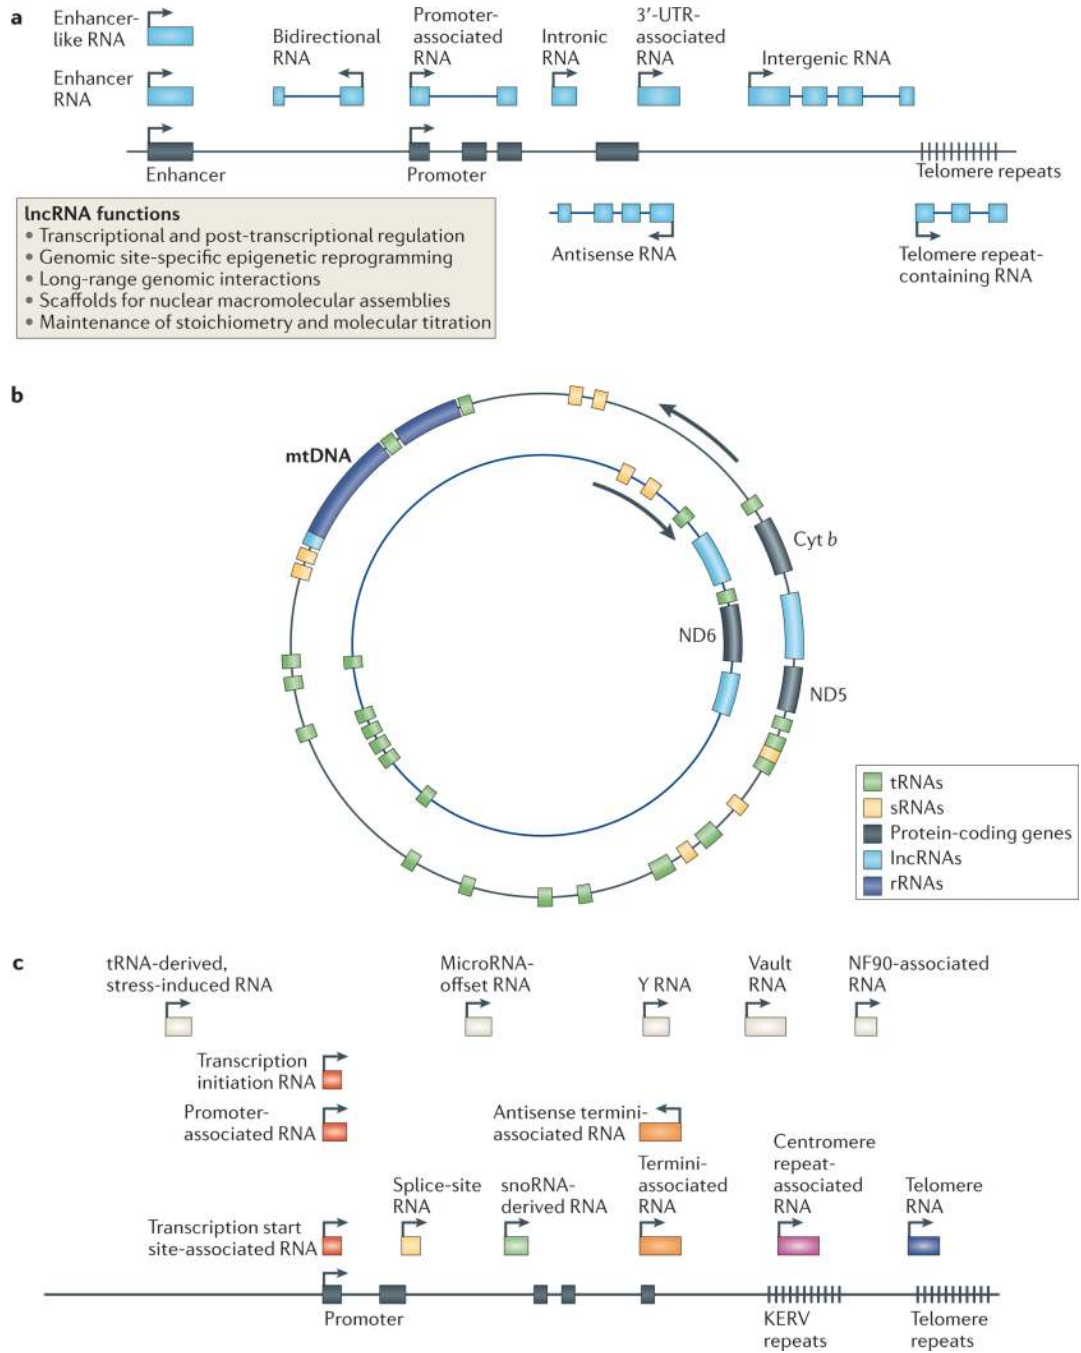 a
Enhancer-
like RNA
Enhancer
RNA
Bidirectional
RNA
Promoter-
associated
RNA
Intronic
RNA
3′-UTR-
associated
RNA
Intergenic RNA
Enhancer
Promoter
Telomere repeats
Antisense RNA
Telomere repeat-
containing RNA
lncRNA functions
• Transcriptional and post-transcriptional regulation
• Genomic site-specific epigenetic reprogramming
• Long-range genomic interactions
• Scaffolds for nuclear macromolecular assemblies
• Maintenance of stoichiometry and molecular titration
b
mtDNA
Cyt b
ND6
ND5
tRNAs
sRNAs
Protein-coding genes
lncRNAs
rRNAs
c
tRNA-derived,
stress-induced RNA
MicroRNA-
offset RNA
Y RNA
Vault
RNA
NF90-associated
RNA
Transcription
initiation RNA
Promoter-
associated RNA
Antisense termini-
associated RNA
Transcription start
site-associated RNA
Splice-site
RNA
snoRNA-
derived RNA
Termini-
associated
RNA
Centromere
repeat-
associated
RNA
Telomere
RNA
Promoter
KERV
repeats
Telomere
repeats